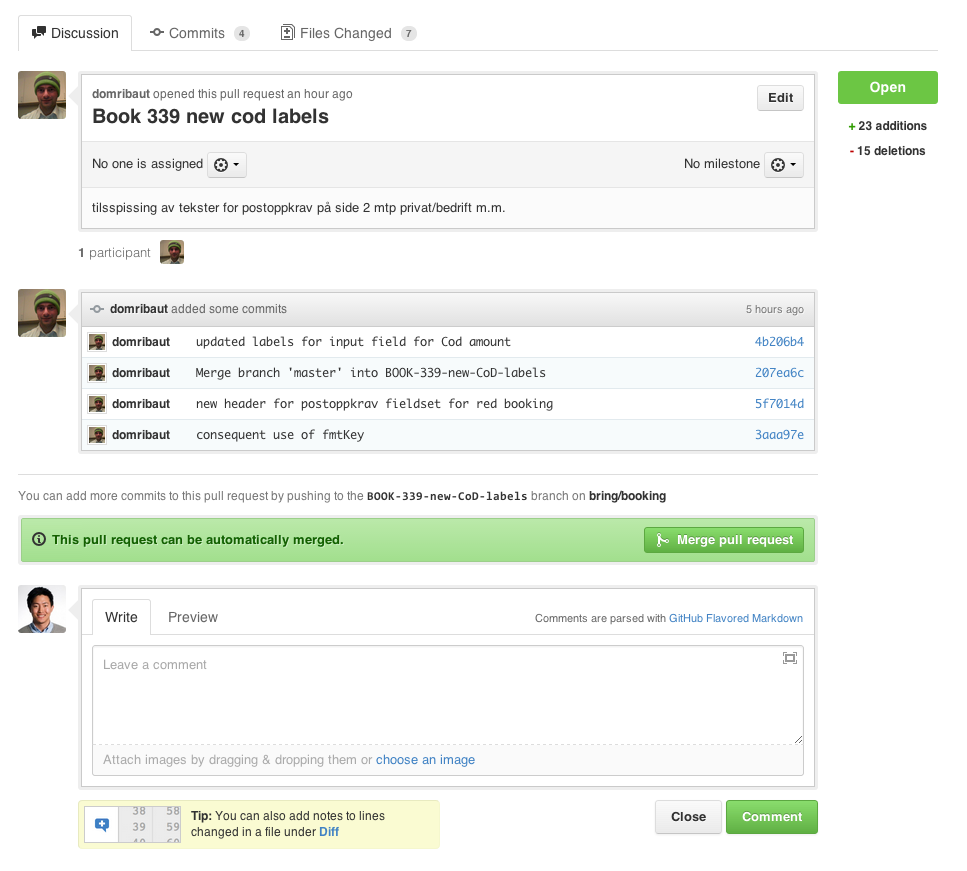 Discussion
Commits 4
Files Changed 7
domribaut opened this pull request an hour ago
Book 339 new cod labels
Edit
Open
+ 23 additions
- 15 deletions
No one is assigned
No milestone
tilsspissing av tekster for postoppkrav på side 2 mtp privat/bedrift m.m.
1 participant
domribaut added some commits
5 hours ago
domribaut updated labels for input field for Cod amount 4b206b4
domribaut Merge branch 'master' into BOOK-339-new-CoD-labels 207ea6c
domribaut new header for postoppkrav fieldset for red booking 5f7014d
domribaut consequent use of fmtKey 3aaa97e
You can add more commits to this pull request by pushing to the BOOK-339-new-CoD-labels branch on bring/booking
This pull request can be automatically merged.
Merge pull request
Write
Preview
Comments are parsed with GitHub Flavored Markdown
Leave a comment
Attach images by dragging & dropping them or choose an image
38 58
39 59
Tip: You can also add notes to lines
changed in a file under Diff
Close
Comment